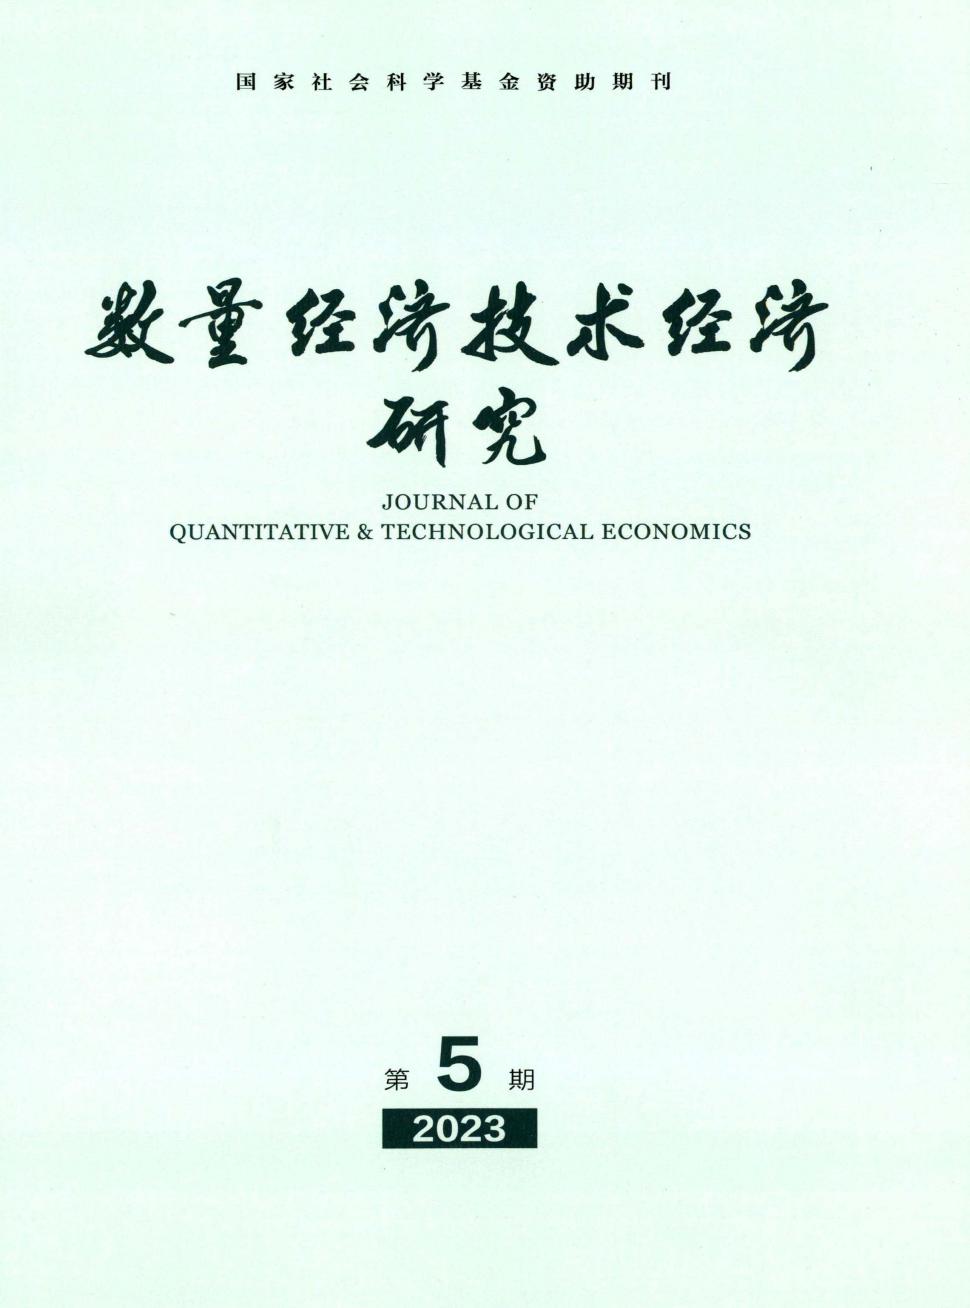 国家社会科学基金资助期刊
数量经济技术经济
研究
JOURNAL OF
QUANTITATIVE & TECHNOLOGICAL ECONOMICS
第 5 期
2023